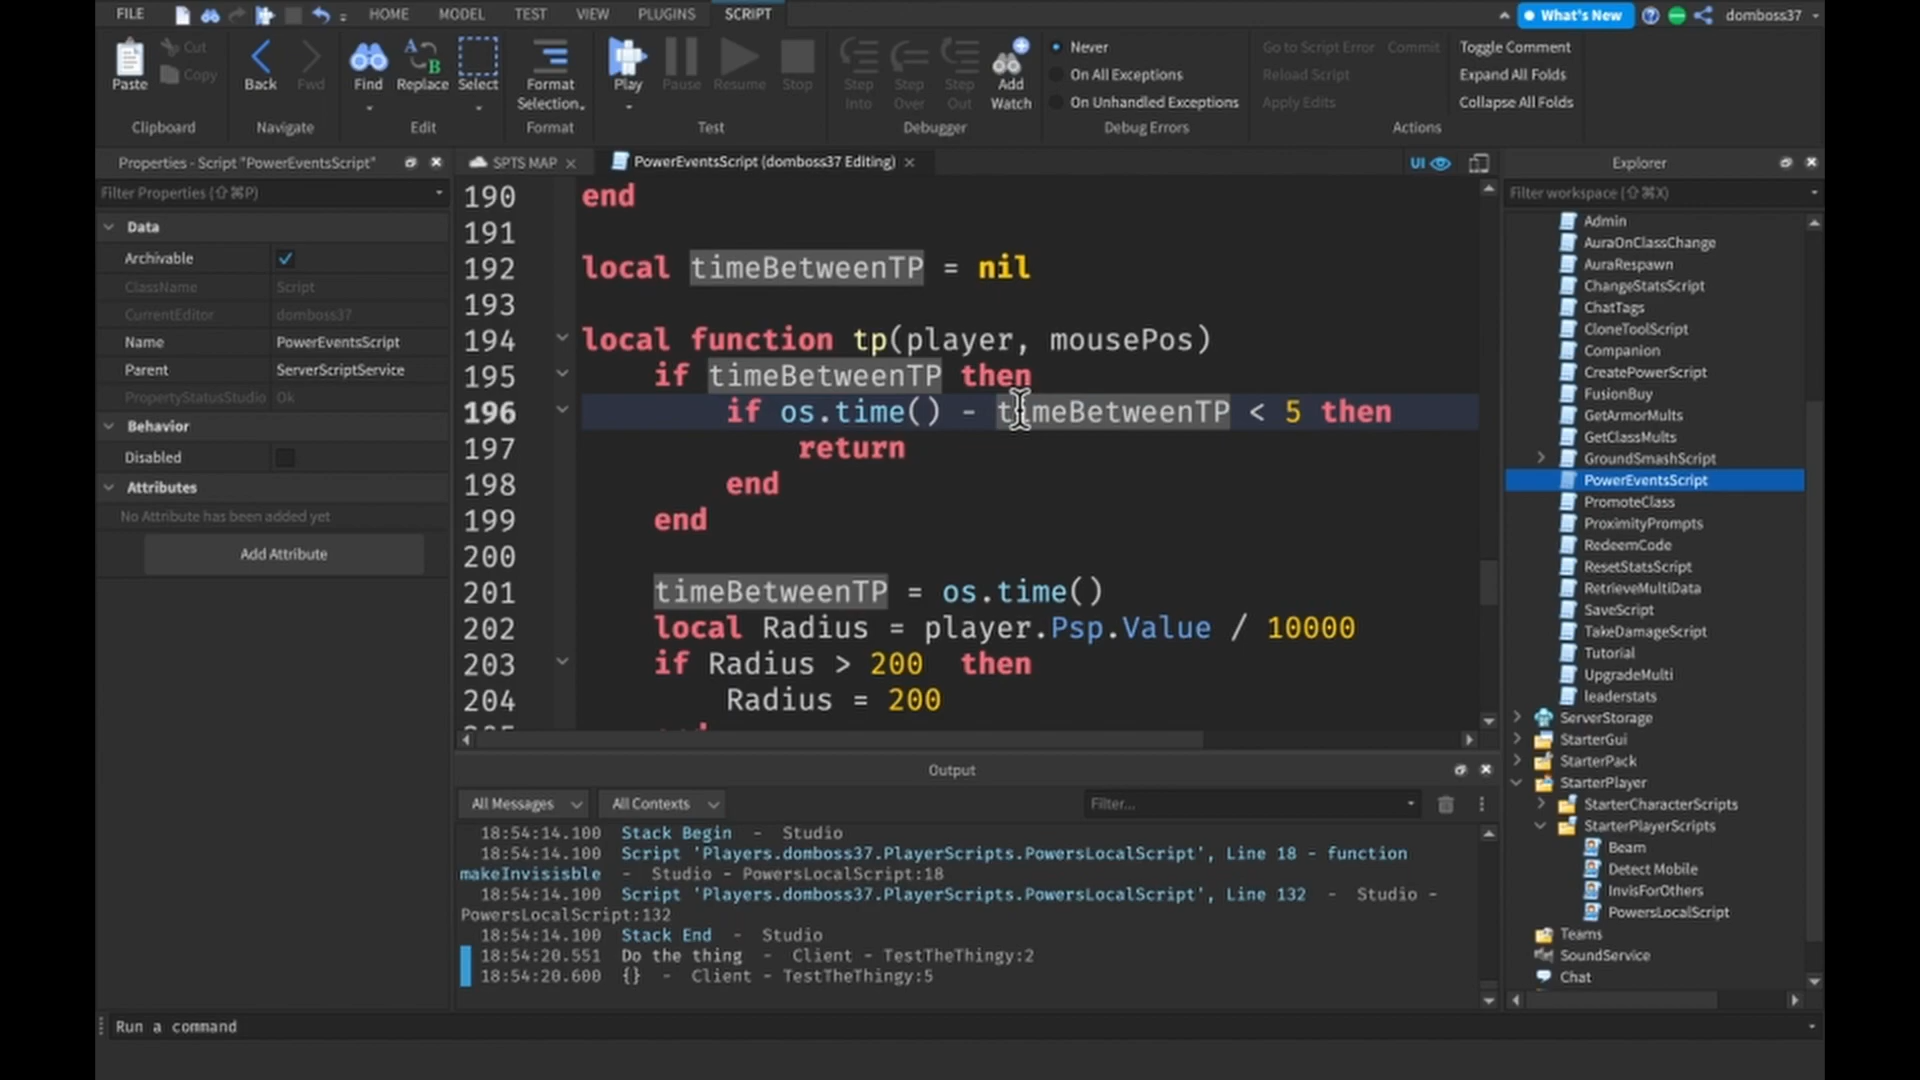 FILE HOME MODEL TEST VIEW PLUGINS SCRIPT What's New domboss37
Paste Cut Copy Back Fwd Find Replace Select Format Selection Play Pause Resume Stop Step Into Step Over Step Out Add Watch
Never
On All Exceptions
On Unhandled Exceptions
Go to Script Error Commit
Reload Script
Apply Edits
Toggle Comment
Expand All Folds
Collapse All Folds
Clipboard Navigate Edit Format Test Debugger Debug Errors Actions
Properties - Script "PowerEventsScript"
Filter Properties (⇧⌘P)
Data
Archivable
ClassName Script
CurrentEditor domboss37
Name PowerEventsScript
Parent ServerScriptService
PropertyStatusStudio Ok
Behavior
Disabled
Attributes
No Attribute has been added yet
Add Attribute
SPTS MAP PowerEventsScript (domboss37 Editing) UI
190 end
191
192 local timeBetweenTP = nil
193
194 local function tp(player, mousePos)
195 if timeBetweenTP then
196 if os.time() - timeBetweenTP < 5 then
197 return
198 end
199 end
200
201 timeBetweenTP = os.time()
202 local Radius = player.Psp.Value / 10000
203 if Radius > 200 then
204 Radius = 200
Output
All Messages All Contexts Filter...
18:54:14.100 Stack Begin - Studio
18:54:14.100 Script 'Players.domboss37.PlayerScripts.PowersLocalScript', Line 18 - function
makeInvisisble - Studio - PowersLocalScript:18
18:54:14.100 Script 'Players.domboss37.PlayerScripts.PowersLocalScript', Line 132 - Studio -
PowersLocalScript:132
18:54:14.100 Stack End - Studio
18:54:20.551 Do the thing - Client - TestTheThingy:2
18:54:20.600 {} - Client - TestTheThingy:5
Run a command
Explorer
Filter workspace (⇧⌘X)
Admin
AuraOnClassChange
AuraRespawn
ChangeStatsScript
ChatTags
CloneToolScript
Companion
CreatePowerScript
FusionBuy
GetArmorMults
GetClassMults
GroundSmashScript
PowerEventsScript
PromoteClass
ProximityPrompts
RedeemCode
ResetStatsScript
RetrieveMultiData
SaveScript
TakeDamageScript
Tutorial
UpgradeMulti
leaderstats
ServerStorage
StarterGui
StarterPack
StarterPlayer
StarterCharacterScripts
StarterPlayerScripts
Beam
Detect Mobile
InvisForOthers
PowersLocalScript
Teams
SoundService
Chat